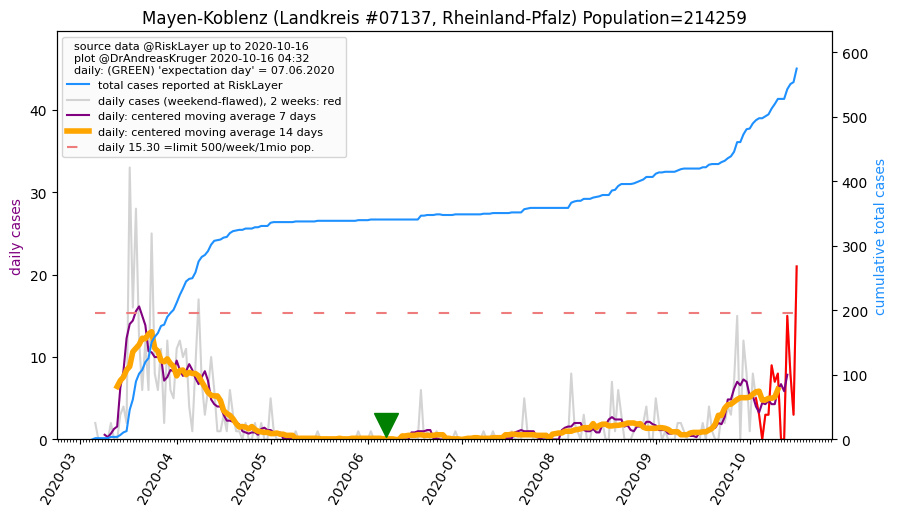 Mayen-Koblenz (Landkreis #07137, Rheinland-Pfalz) Population=214259
source data @RiskLayer up to 2020-10-16
plot @DrAndreasKruger 2020-10-16 04:32
daily: (GREEN) 'expectation day' = 07.06.2020
total cases reported at RiskLayer
daily cases (weekend-flawed), 2 weeks: red
daily: centered moving average 7 days
daily: centered moving average 14 days
daily 15.30 =limit 500/week/1mio pop.
daily cases
40
30
20
10
0
cumulative total cases
600
500
400
300
200
100
0
2020-03
2020-04
2020-05
2020-06
2020-07
2020-08
2020-09
2020-10